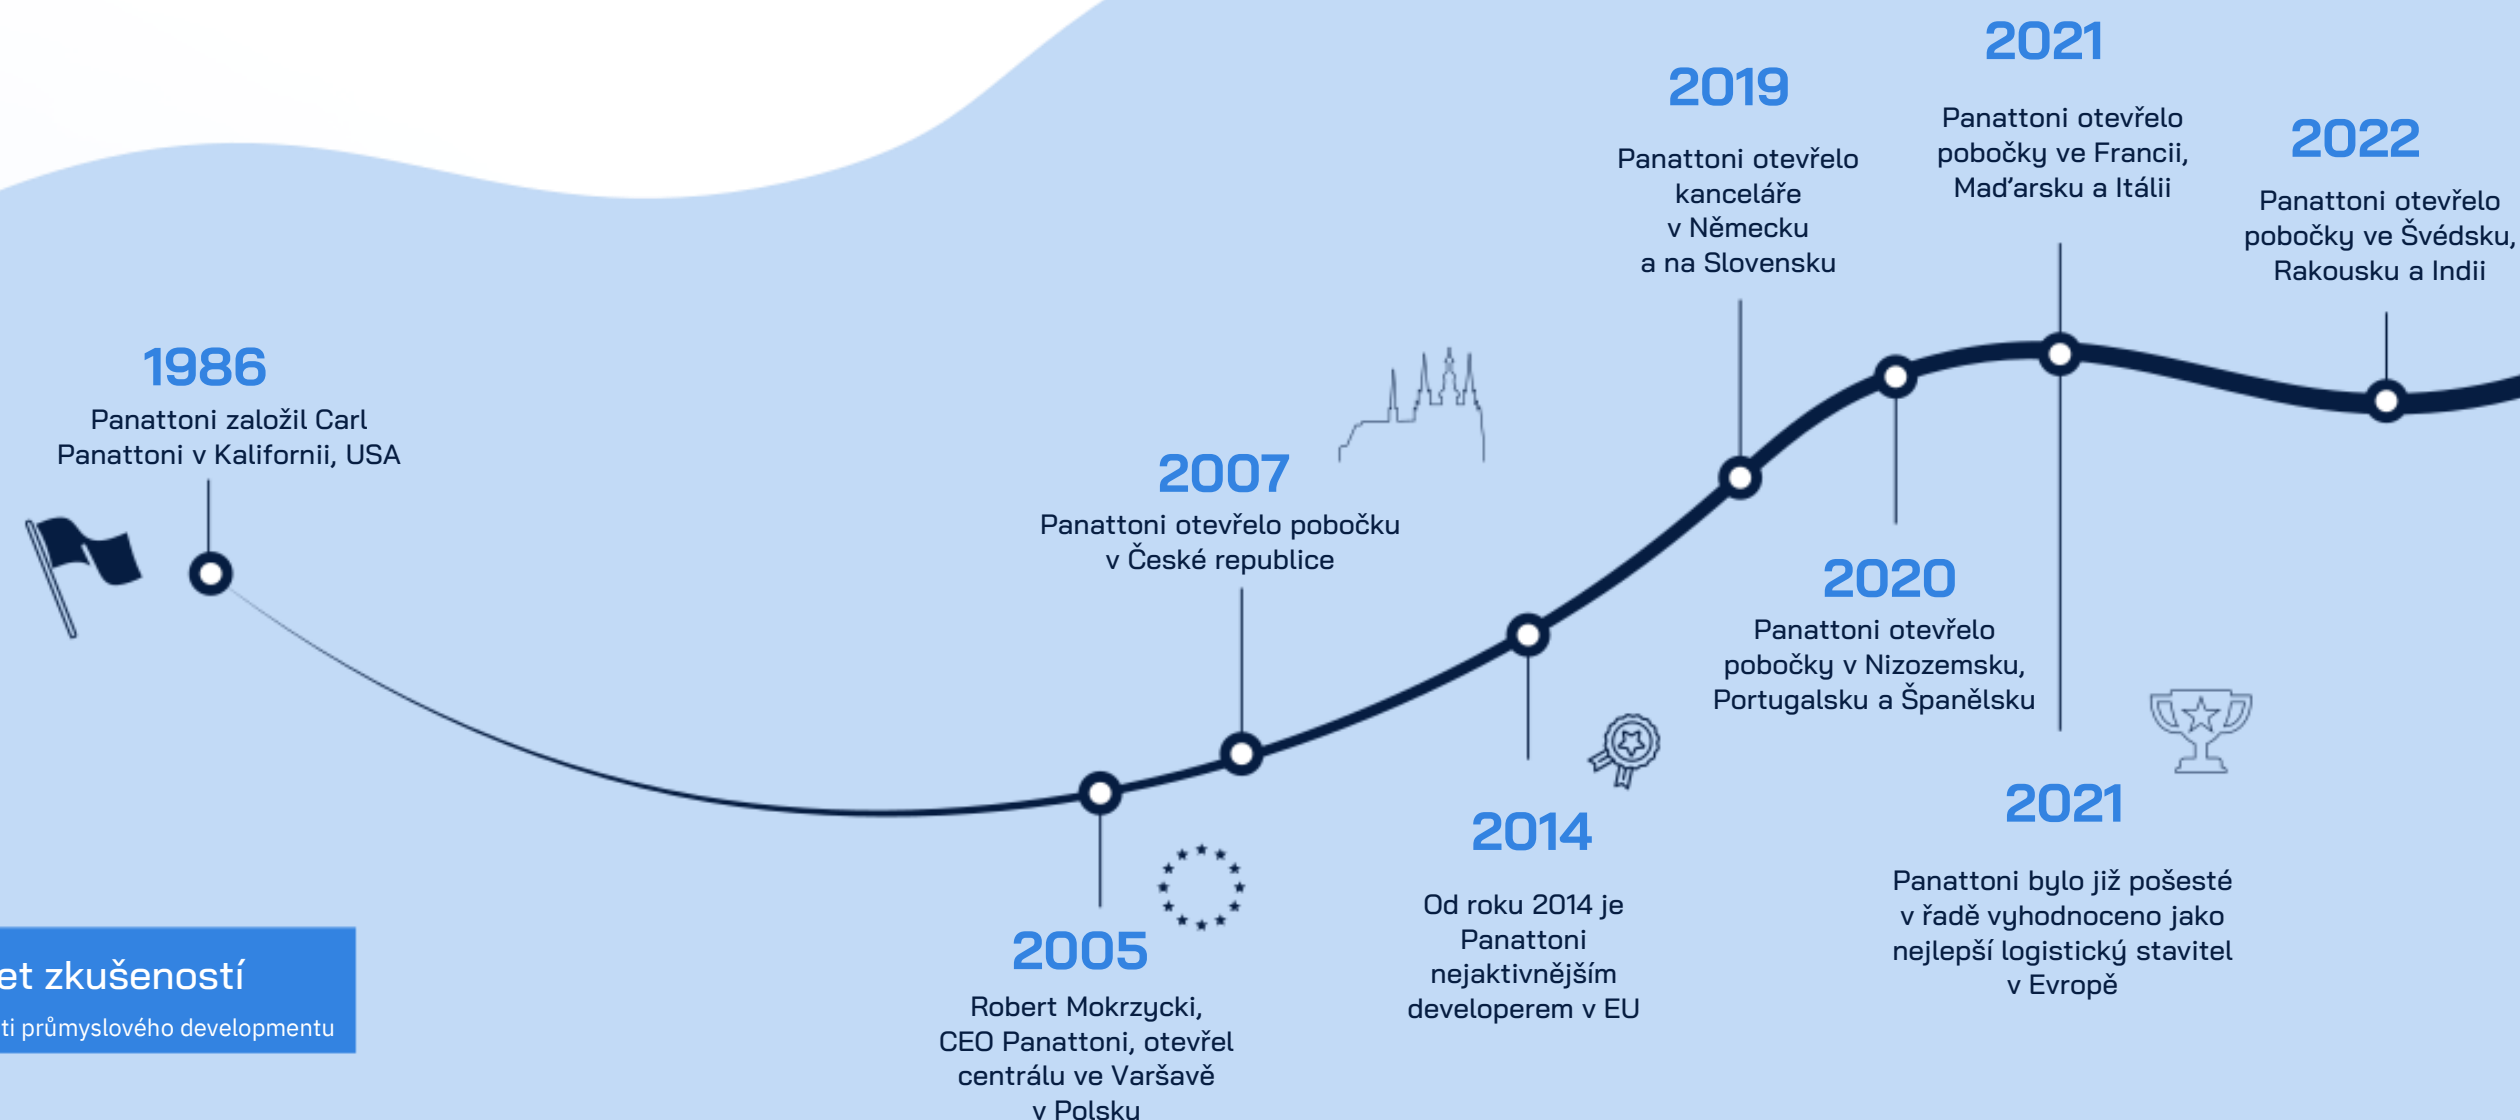 1986
Panattoni založil Carl
Panattoni v Kalifornii, USA
zkušeností
průmyslového developmentu
2005
Robert Mokrzycki,
CEO Panattoni, otevřel
centrálu ve Varšavě
v Polsku
2007
Panattoni otevřelo pobočku
v České republice
2014
Od roku 2014 je
Panattoni
nejaktivnějším
developerem v EU
2019
Panattoni otevřelo
kanceláře
v Německu
a na Slovensku
2020
Panattoni otevřelo
pobočky v Nizozemsku,
Portugalsku a Španělsku
2021
Panattoni otevřelo
pobočky ve Francii,
Maďarsku a Itálii
2021
Panattoni bylo již pošesté
v řadě vyhodnoceno jako
nejlepší logistický stavitel
v Evropě
2022
Panattoni otevřelo
pobočky ve Švédsku,
Rakousku a Indii